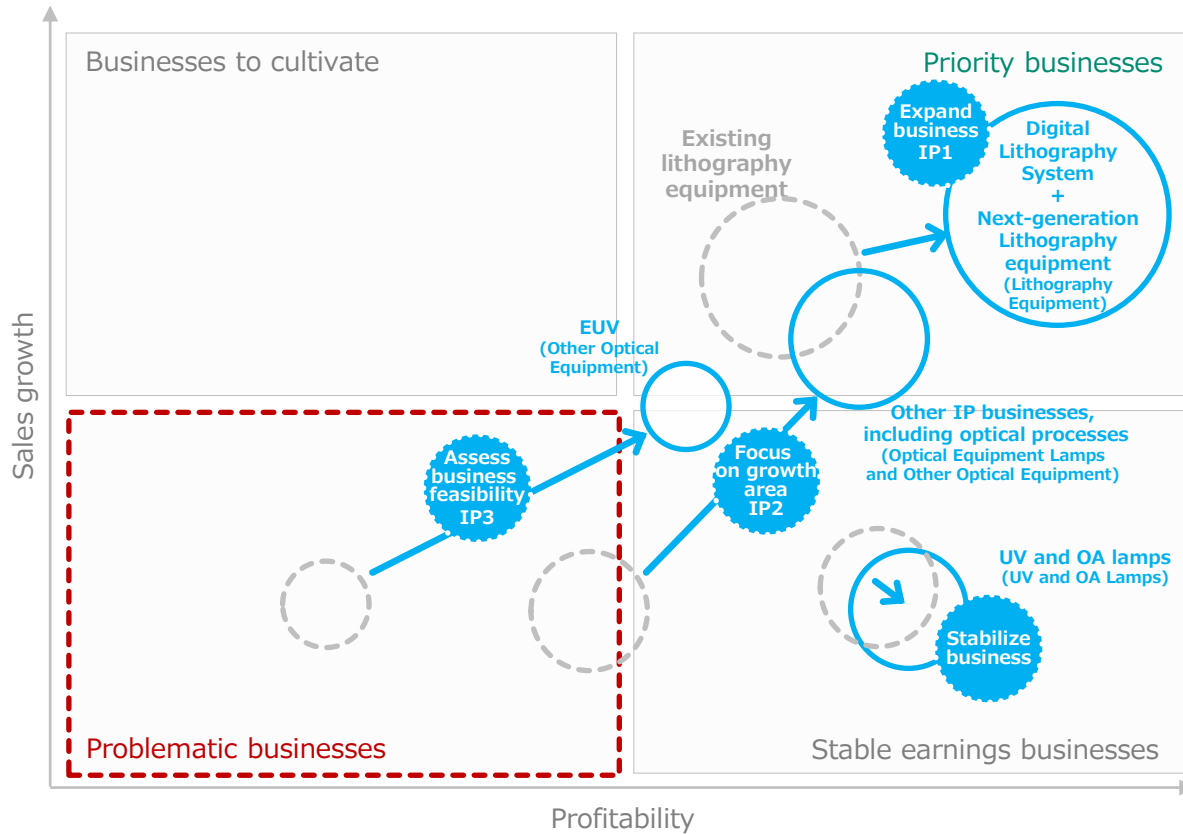 Businesses to cultivate
Priority businesses
Expand
business
IP1
Digital
Lithography
System
+
Next-generation
Lithography
equipment
(Lithography
Equipment)
Existing
lithography
equipment
EUV
(Other Optical
Equipment)
Sales growth
Assess
business
feasibility
IP3
Focus
on growth
area
IP2
Other IP businesses,
including optical processes
(Optical Equipment Lamps
and Other Optical Equipment)
UV and OA lamps
(UV and OA Lamps)
Stabilize
business
Problematic businesses
Stable earnings businesses
Profitability